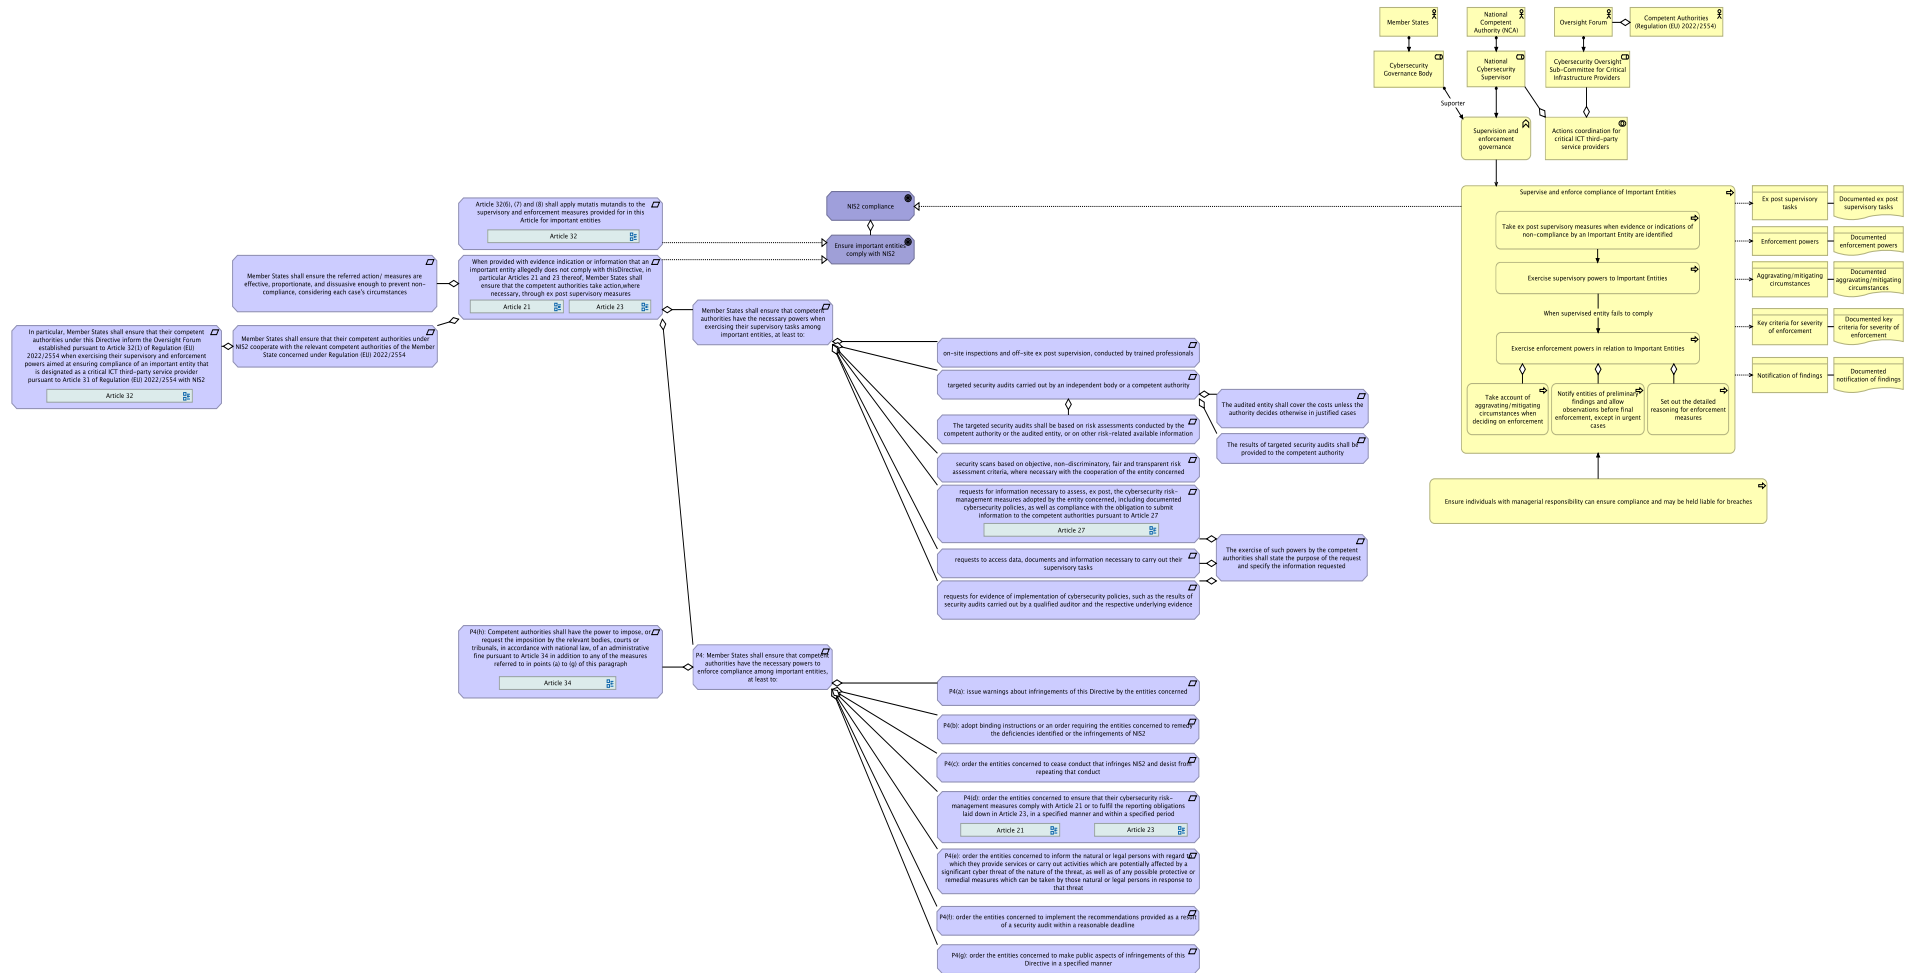 Member States
National
Competent
Authority (NCA)
Oversight Forum
Competent Authorities
(Regulation (EU) 2022/2554)
Cybersecurity
Governance Body
National
Cybersecurity
Supervisor
Cybersecurity Oversight
Sub-Committee for Critical
Infrastructure Providers
Suporter
Supervision and
enforcement
governance
Actions coordination for
critical ICT third-party
service providers
Supervise and enforce compliance of Important Entities
Take ex post supervisory measures when evidence or indications of
non-compliance by an Important Entity are identified
Exercise supervisory powers to Important Entities
When supervised entity fails to comply
Exercise enforcement powers in relation to Important Entities
Take account of
aggravating/mitigating
circumstances when
deciding on enforcement
Notify entities of preliminary
findings and allow
observations before final
enforcement, except in urgent
cases
Set out the detailed
reasoning for enforcement
measures
Ex post supervisory
tasks
Documented ex post
supervisory tasks
Enforcement powers
Documented
enforcement powers
Aggravating/mitigating
circumstances
Documented
aggravating/mitigating
circumstances
Key criteria for severity
of enforcement
Documented key
criteria for severity of
enforcement
Notification of findings
Documented
notification of findings
Ensure individuals with managerial responsibility can ensure compliance and may be held liable for breaches
NIS2 compliance
Ensure important entities
comply with NIS2
Article 32(6), (7) and (8) shall apply mutatis mutandis to the
supervisory and enforcement measures provided for in this
Article for important entities
Article 32
When provided with evidence indication or information that an
important entity allegedly does not comply with thisDirective, in
particular Articles 21 and 23 thereof, Member States shall
ensure that the competent authorities take action,where
necessary, through ex post supervisory measures
Article 21
Article 23
Member States shall ensure the referred action/ measures are
effective, proportionate, and dissuasive enough to prevent non-
compliance, considering each case's circumstances
Member States shall ensure that their competent authorities under
NIS2 cooperate with the relevant competent authorities of the Member
State concerned under Regulation (EU) 2022/2554
In particular, Member States shall ensure that their competent
authorities under this Directive inform the Oversight Forum
established pursuant to Article 32(1) of Regulation (EU)
2022/2554 when exercising their supervisory and enforcement
powers aimed at ensuring compliance of an important entity that
is designated as a critical ICT third-party service provider
pursuant to Article 31 of Regulation (EU) 2022/2554 with NIS2
Article 32
Member States shall ensure that competent
authorities have the necessary powers when
exercising their supervisory tasks among
important entities, at least to:
on-site inspections and off-site ex post supervision, conducted by trained professionals
targeted security audits carried out by an independent body or a competent authority
The audited entity shall cover the costs unless the
authority decides otherwise in justified cases
The results of targeted security audits shall be
provided to the competent authority
The targeted security audits shall be based on risk assessments conducted by the
competent authority or the audited entity, or on other risk-related available information
security scans based on objective, non-discriminatory, fair and transparent risk
assessment criteria, where necessary with the cooperation of the entity concerned
requests for information necessary to assess, ex post, the cybersecurity risk-
management measures adopted by the entity concerned, including documented
cybersecurity policies, as well as compliance with the obligation to submit
information to the competent authorities pursuant to Article 27
Article 27
requests to access data, documents and information necessary to carry out their
supervisory tasks
requests for evidence of implementation of cybersecurity policies, such as the results of
security audits carried out by a qualified auditor and the respective underlying evidence
The exercise of such powers by the competent
authorities shall state the purpose of the request
and specify the information requested
P4(h): Competent authorities shall have the power to impose, or
request the imposition by the relevant bodies, courts or
tribunals, in accordance with national law, of an administrative
fine pursuant to Article 34 in addition to any of the measures
referred to in points (a) to (g) of this paragraph
Article 34
P4: Member States shall ensure that competent
authorities have the necessary powers to
enforce compliance among important entities,
at least to:
P4(a): issue warnings about infringements of this Directive by the entities concerned
P4(b): adopt binding instructions or an order requiring the entities concerned to remedy
the deficiencies identified or the infringements of NIS2
P4(c): order the entities concerned to cease conduct that infringes NIS2 and desist from
repeating that conduct
P4(d): order the entities concerned to ensure that their cybersecurity risk-
management measures comply with Article 21 or to fulfil the reporting obligations
laid down in Article 23, in a specified manner and within a specified period
Article 21
Article 23
P4(e): order the entities concerned to inform the natural or legal persons with regard to
which they provide services or carry out activities which are potentially affected by a
significant cyber threat of the nature of the threat, as well as of any possible protective or
remedial measures which can be taken by those natural or legal persons in response to
that threat
P4(f): order the entities concerned to implement the recommendations provided as a result
of a security audit within a reasonable deadline
P4(g): order the entities concerned to make public aspects of infringements of this
Directive in a specified manner